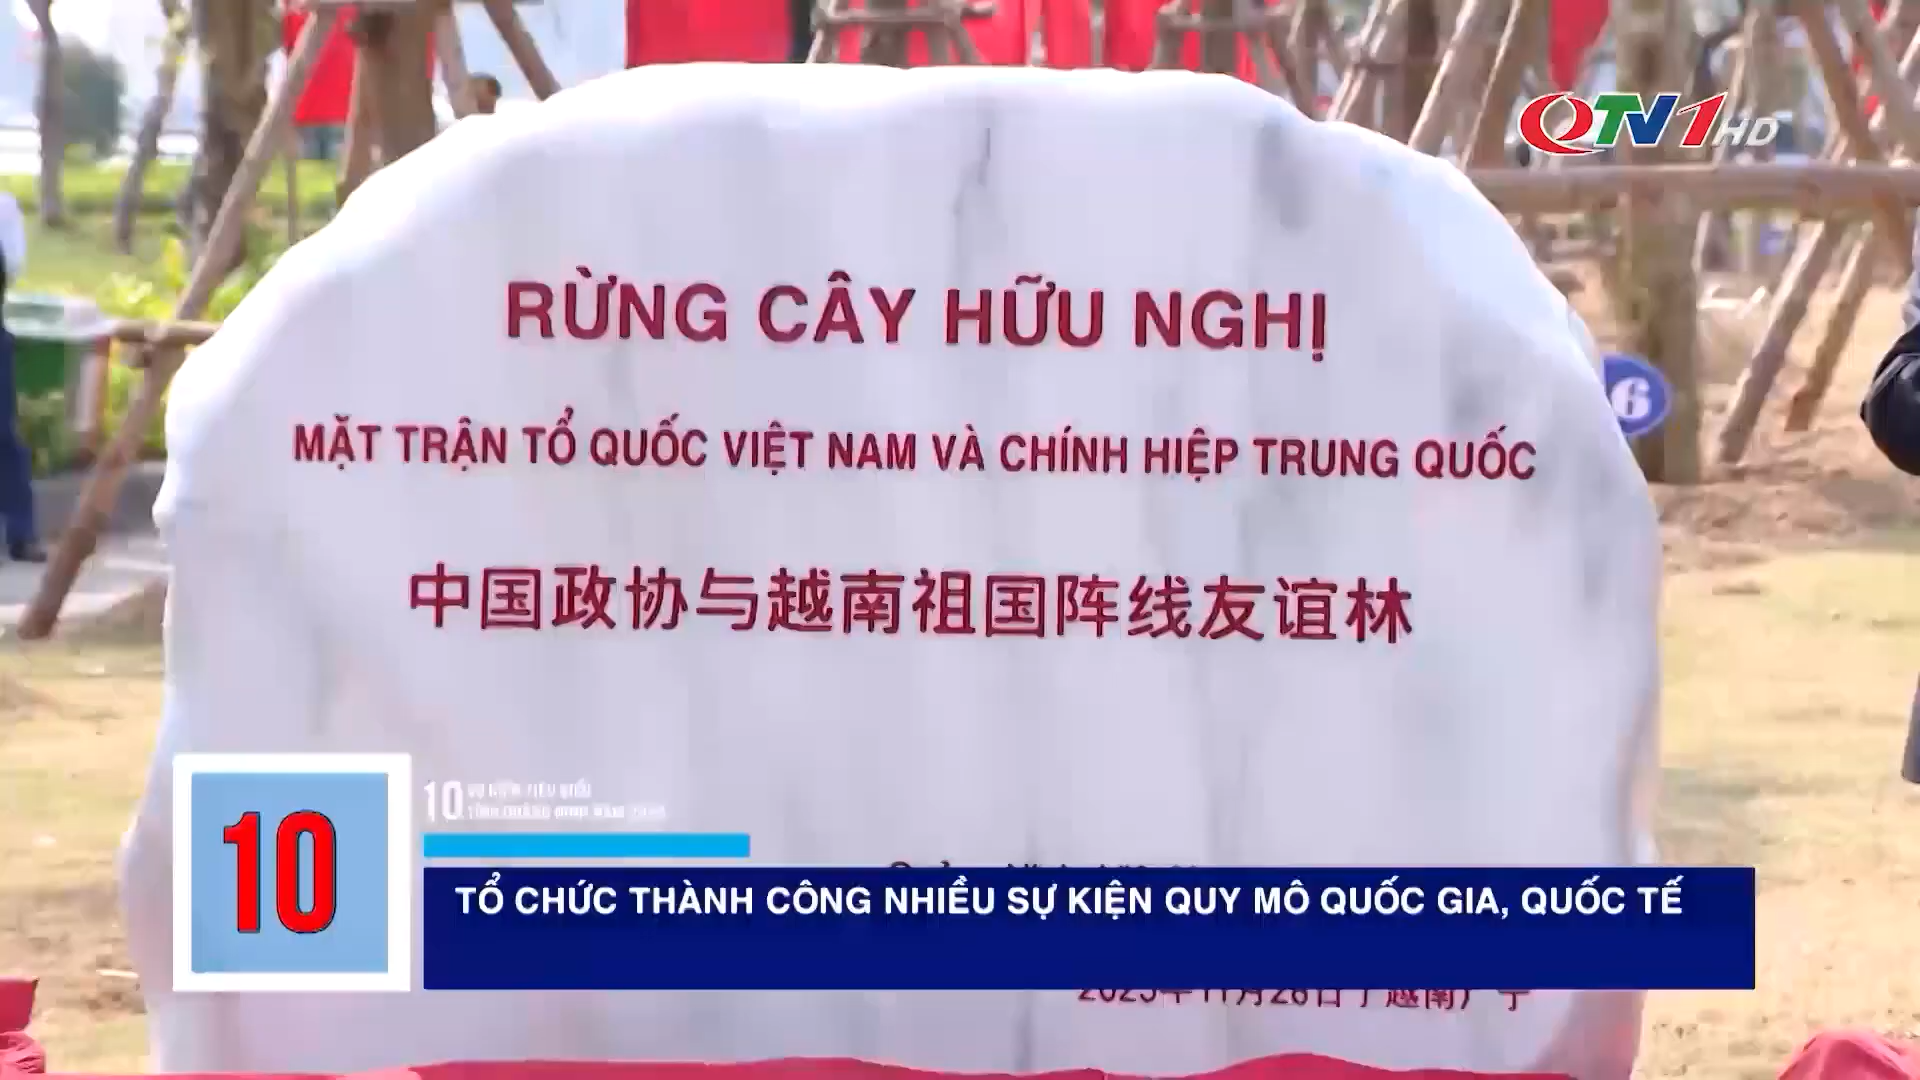 QTV1 HD
RỪNG CÂY HỮU NGHỊ
6
MẶT TRẬN TỔ QUỐC VIỆT NAM VÀ CHÍNH HIỆP TRUNG QUỐC
中国政协与越南祖国阵线友谊林
10
10
TỔ CHỨC THÀNH CÔNG NHIỀU SỰ KIỆN QUY MÔ QUỐC GIA, QUỐC TẾ